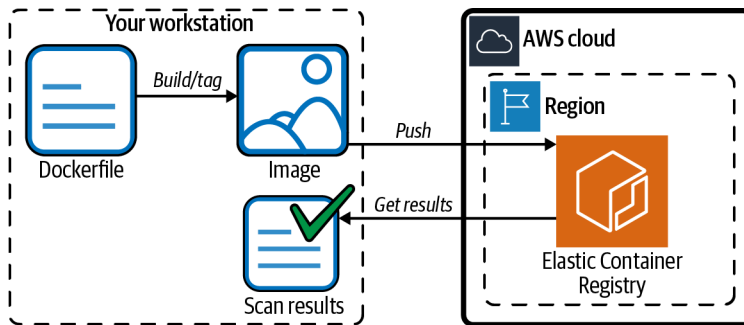 Your workstation
AWS cloud
Build/tag
Region
Push
Dockerfile
Image
Get results
Elastic Container
Registry
Scan results